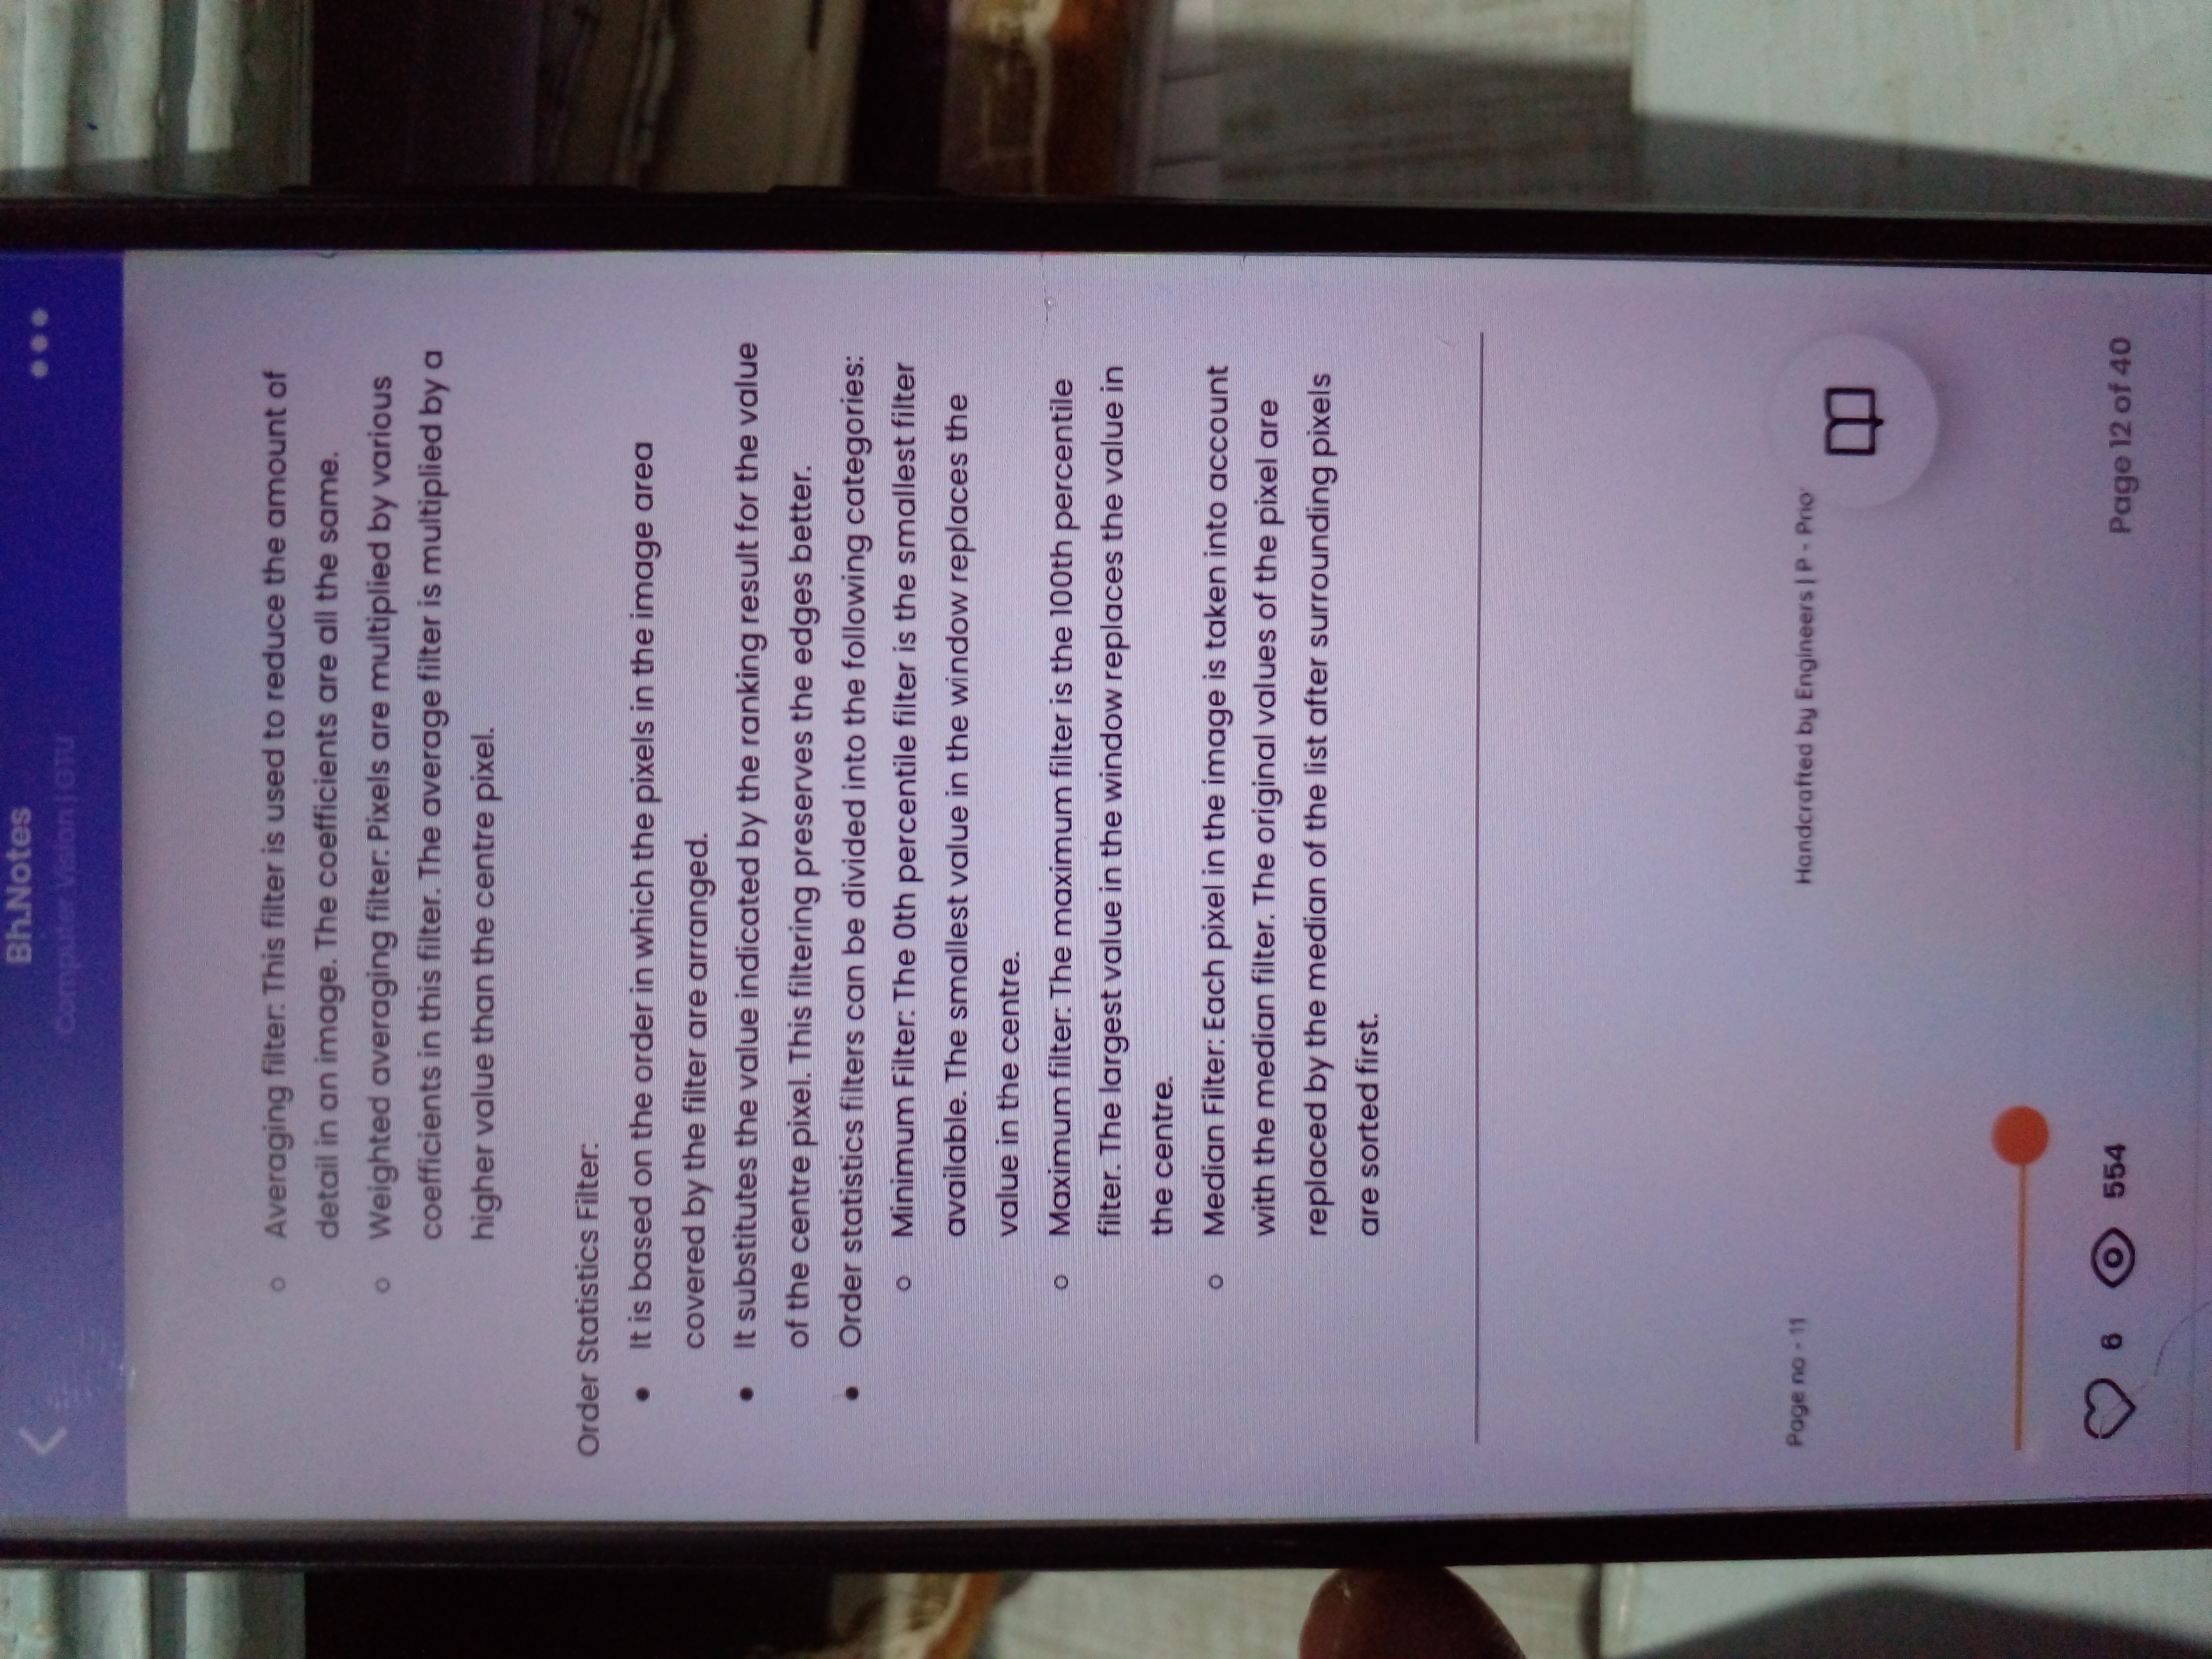 Bh.Notes
Computer Vision | GTU
○ Averaging filter: This filter is used to reduce the amount of
detail in an image. The coefficients are all the same.
○ Weighted averaging filter: Pixels are multiplied by various
coefficients in this filter. The average filter is multiplied by a
higher value than the centre pixel.
Order Statistics Filter:
● It is based on the order in which the pixels in the image area
covered by the filter are arranged.
● It substitutes the value indicated by the ranking result for the value
of the centre pixel. This filtering preserves the edges better.
● Order statistics filters can be divided into the following categories:
○ Minimum Filter: The 0th percentile filter is the smallest filter
available. The smallest value in the window replaces the
value in the centre.
○ Maximum filter: The maximum filter is the 100th percentile
filter. The largest value in the window replaces the value in
the centre.
○ Median Filter: Each pixel in the image is taken into account
with the median filter. The original values of the pixel are
replaced by the median of the list after surrounding pixels
are sorted first.
Page no - 11
Handcrafted by Engineers | P - Prio
6 554
Page 12 of 40